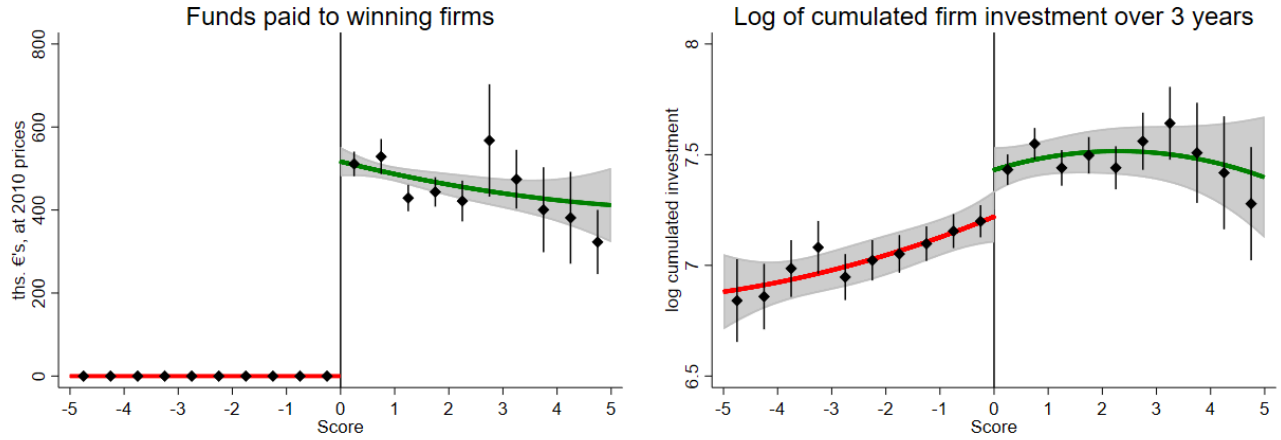 Funds paid to winning firms
ths. €'s, at 2010 prices
800
600
400
200
0
-5 -4 -3 -2 -1 0 1 2 3 4 5
Score
Log of cumulated firm investment over 3 years
log cumulated investment
8
7.5
7
6.5
-5 -4 -3 -2 -1 0 1 2 3 4 5
Score